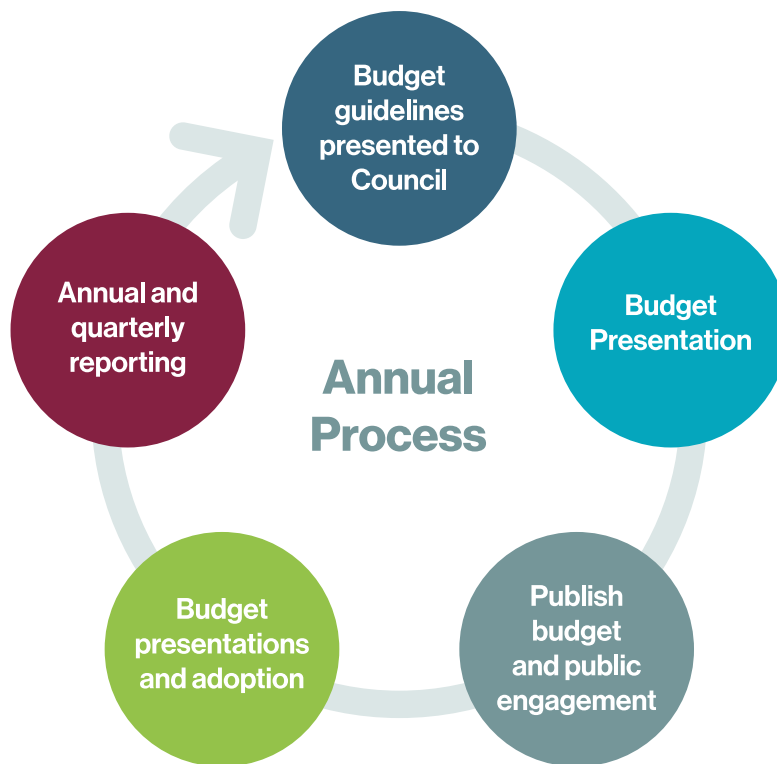 Budget
guidelines
presented to
Council
Budget
Presentation
Publish
budget
and public
engagement
Budget
presentations
and adoption
Annual and
quarterly
reporting
Annual
Process